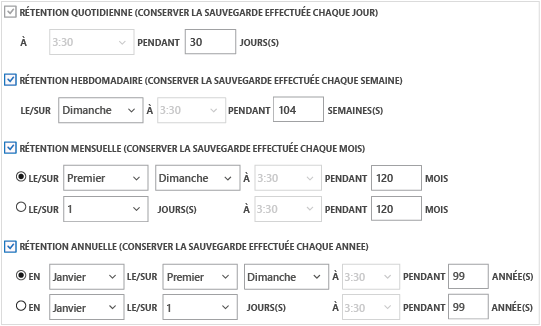 RÉTENTION QUOTIDIENNE (CONSERVER LA SAUVEGARDE EFFECTUÉE CHAQUE JOUR)
À 3:30 PENDANT 30 JOURS(S)
RÉTENTION HEBDOMADAIRE (CONSERVER LA SAUVEGARDE EFFECTUÉE CHAQUE SEMAINE)
LE/SUR Dimanche À 3:30 PENDANT 104 SEMAINES(S)
RÉTENTION MENSUELLE (CONSERVER LA SAUVEGARDE EFFECTUÉE CHAQUE MOIS)
LE/SUR Premier Dimanche À 3:30 PENDANT 120 MOIS
LE/SUR 1 JOURS(S) À 3:30 PENDANT 120 MOIS
RÉTENTION ANNUELLE (CONSERVER LA SAUVEGARDE EFFECTUÉE CHAQUE ANNEE)
EN Janvier LE/SUR Premier Dimanche À 3:30 PENDANT 99 ANNÉE(S)
EN Janvier LE/SUR 1 JOURS(S) À 3:30 PENDANT 99 ANNÉE(S)